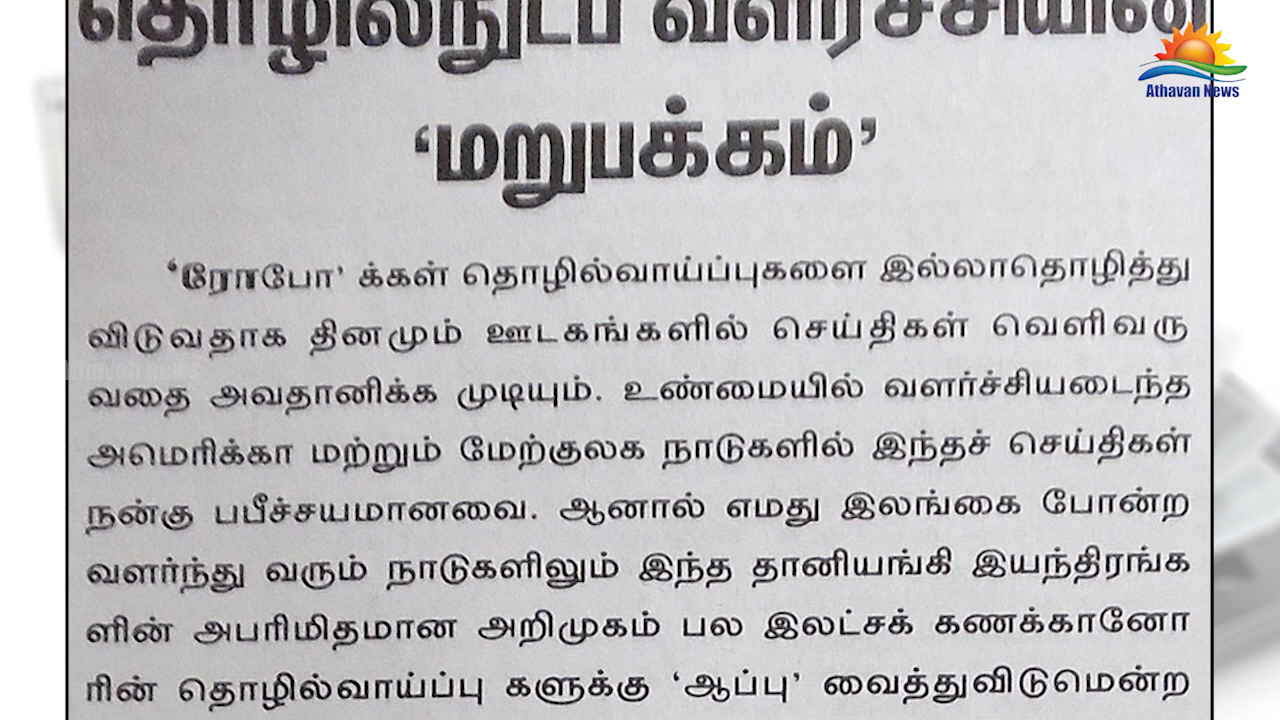 தொழில்நுட்ப வளர்ச்சியின்
Athavan News
‘மறுபக்கம்’
‘ரோபோ’ க்கள் தொழில்வாய்ப்புகளை இல்லாதொழித்து
விடுவதாக தினமும் ஊடகங்களில் செய்திகள் வெளிவரு
வதை அவதானிக்க முடியும். உண்மையில் வளர்ச்சியடைந்த
அமெரிக்கா மற்றும் மேற்குலக நாடுகளில் இந்தச் செய்திகள்
நன்கு பபீச்சயமானவை. ஆனால் எமது இலங்கை போன்ற
வளர்ந்து வரும் நாடுகளிலும் இந்த தானியங்கி இயந்திரங்க
ளின் அபரிமிதமான அறிமுகம் பல இலட்சக் கணக்கானோ
ரின் தொழில்வாய்ப்பு களுக்கு ‘ஆப்பு’ வைத்துவிடுமென்ற